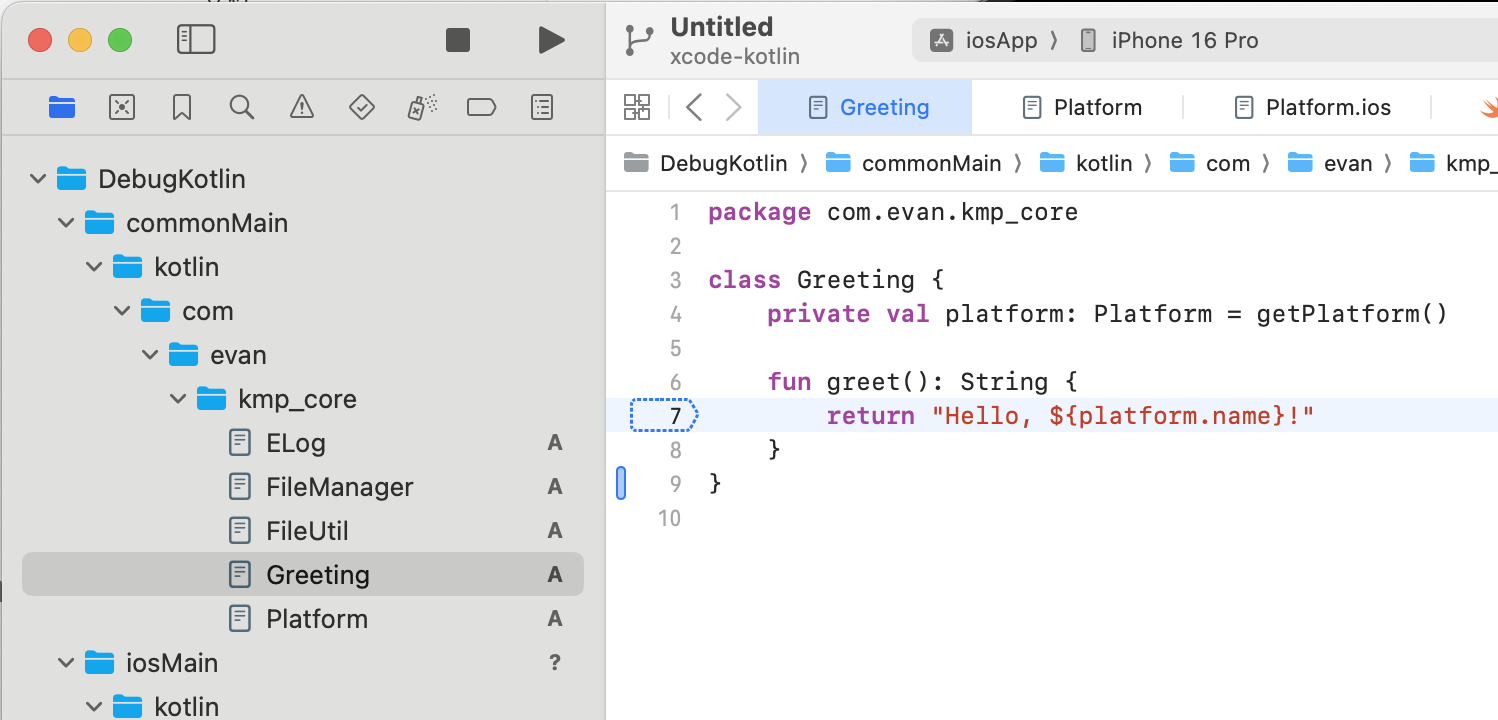 Untitled
xcode-kotlin
iosApp 〉 iPhone 16 Pro
Greeting
Platform
Platform.ios
DebugKotlin 〉 commonMain 〉 kotlin 〉 com 〉 evan 〉 kmp_
DebugKotlin
commonMain
kotlin
com
evan
kmp_core
ELog A
FileManager A
FileUtil A
Greeting A
Platform A
iosMain ?
kotlin
1 package com.evan.kmp_core
2
3 class Greeting {
4     private val platform: Platform = getPlatform()
5
6     fun greet(): String {
7         return "Hello, ${platform.name}!"
8     }
9 }
10